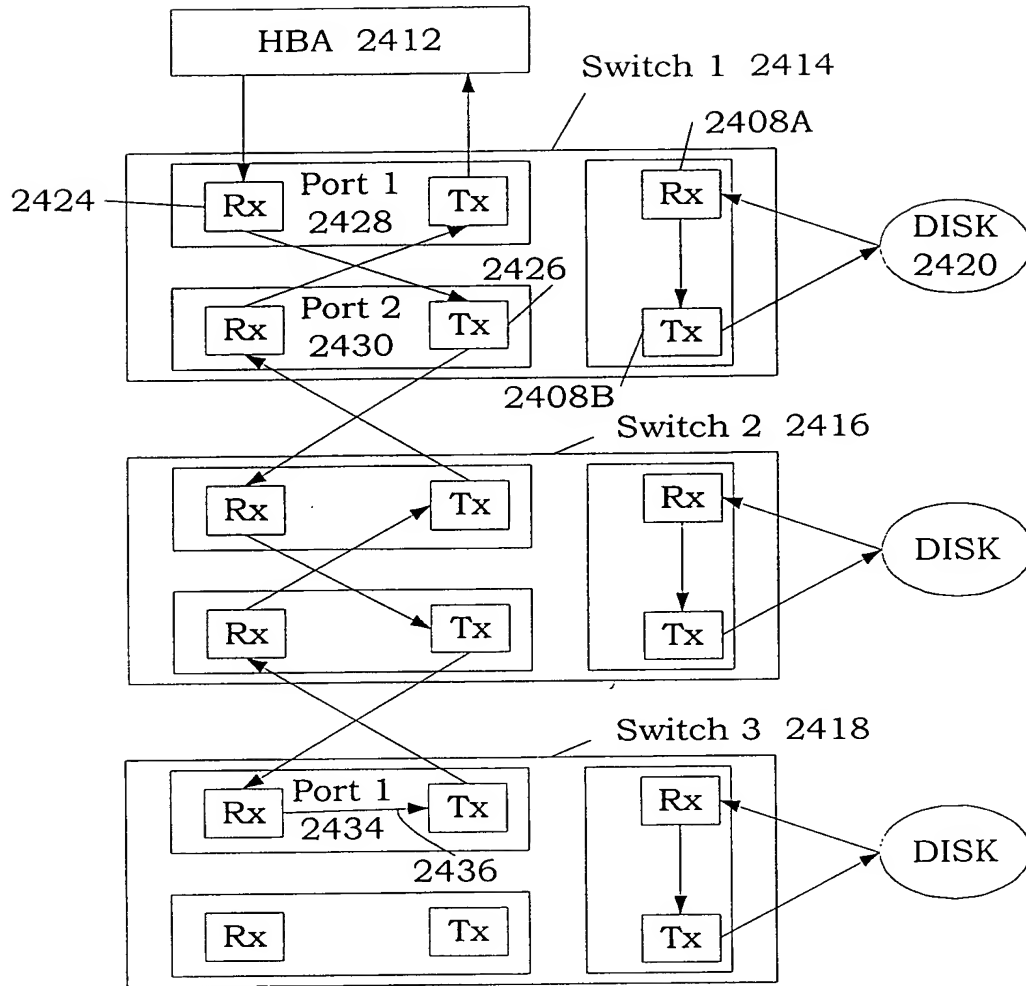 HBA 2412
Switch 1 2414
2408A
2424
Rx
Port 1
2428
Tx
Rx
DISK
2420
2426
Rx
Port 2
2430
Tx
Tx
2408B
Switch 2 2416
Rx
Tx
Rx
DISK
Rx
Tx
Tx
Switch 3 2418
Rx
Port 1
2434
Tx
Rx
DISK
2436
Rx
Tx
Tx